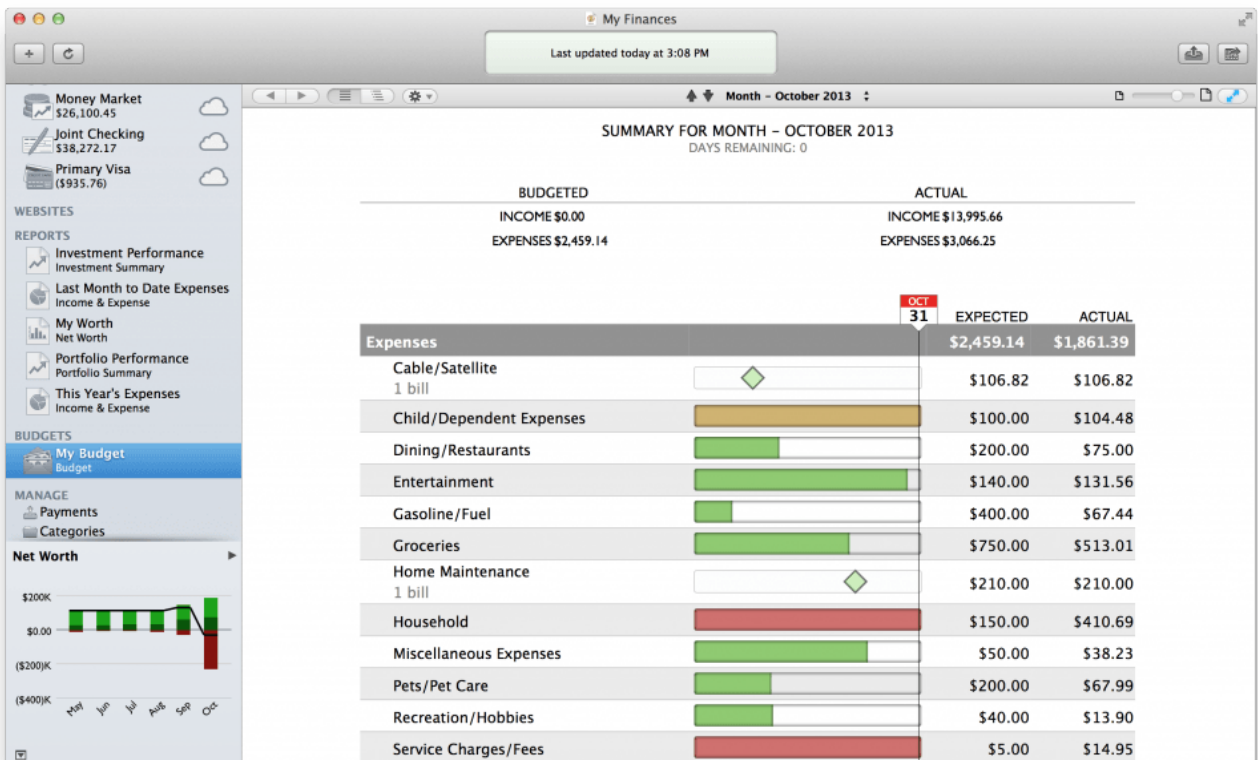 My Finances
Last updated today at 3:08 PM
Money Market
$26,100.45
Joint Checking
$38,272.17
Primary Visa
($935.76)
WEBSITES
REPORTS
Investment Performance
Investment Summary
Last Month to Date Expenses
Income & Expense
My Worth
Net Worth
Portfolio Performance
Portfolio Summary
This Year's Expenses
Income & Expense
BUDGETS
My Budget
Budget
MANAGE
Payments
Categories
Net Worth
$200K
$0.00
($200)K
($400)K
May Jun Jul Aug Sep Oct
Month – October 2013
SUMMARY FOR MONTH – OCTOBER 2013
DAYS REMAINING: 0
BUDGETED ACTUAL
INCOME $0.00 INCOME $13,995.66
EXPENSES $2,459.14 EXPENSES $3,066.25
OCT
31 EXPECTED ACTUAL
Expenses $2,459.14 $1,861.39
Cable/Satellite
1 bill $106.82 $106.82
Child/Dependent Expenses $100.00 $104.48
Dining/Restaurants $200.00 $75.00
Entertainment $140.00 $131.56
Gasoline/Fuel $400.00 $67.44
Groceries $750.00 $513.01
Home Maintenance
1 bill $210.00 $210.00
Household $150.00 $410.69
Miscellaneous Expenses $50.00 $38.23
Pets/Pet Care $200.00 $67.99
Recreation/Hobbies $40.00 $13.90
Service Charges/Fees $5.00 $14.95